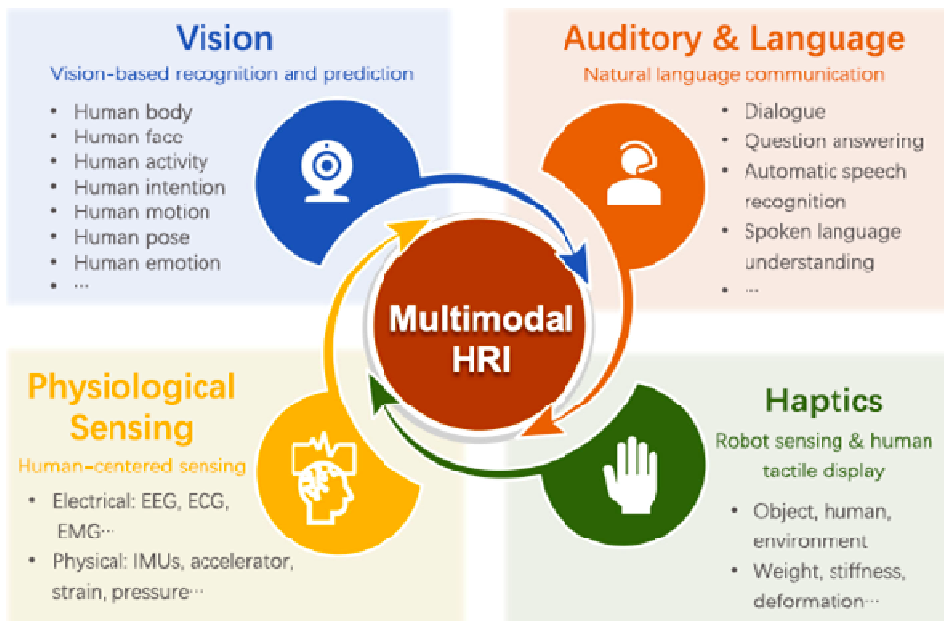 Vision
Vision-based recognition and prediction
• Human body
• Human face
• Human activity
• Human intention
• Human motion
• Human pose
• Human emotion
• ...
Auditory & Language
Natural language communication
• Dialogue
• Question answering
• Automatic speech
recognition
• Spoken language
understanding
• ...
Multimodal
HRI
Physiological
Sensing
Human-centered sensing
• Electrical: EEG, ECG,
EMG...
• Physical: IMUs, accelerator,
strain, pressure...
Haptics
Robot sensing & human
tactile display
• Object, human,
environment
• Weight, stiffness,
deformation...